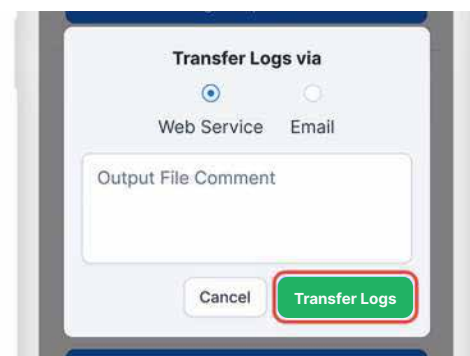 Transfer Logs via
Web Service Email
Output File Comment
Cancel Transfer Logs